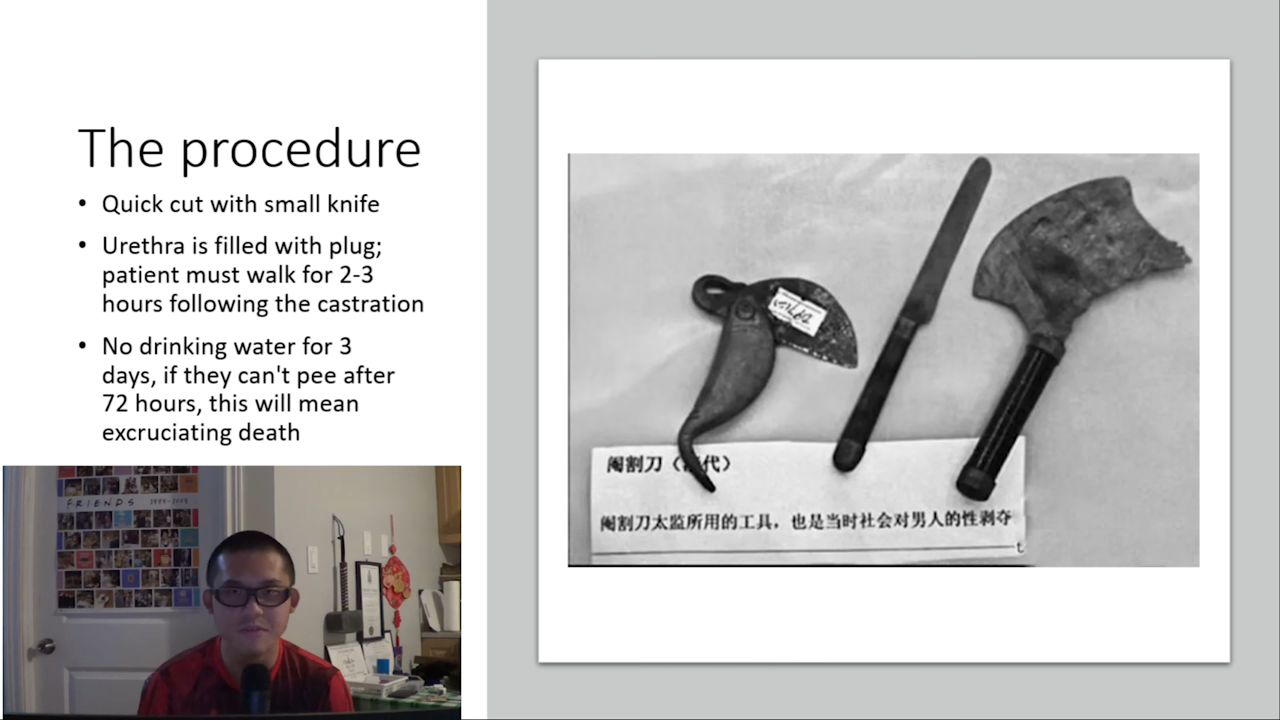 The procedure
• Quick cut with small knife
• Urethra is filled with plug;
patient must walk for 2-3
hours following the castration
• No drinking water for 3
days, if they can't pee after
72 hours, this will mean
excruciating death
FRIENDS
阉割刀（代）
阉割刀太监所用的工具，也是当时社会对男人的性剥夺